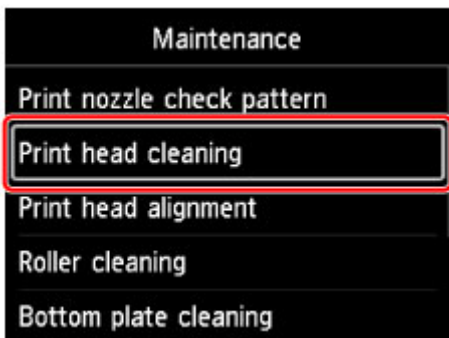 Maintenance
Print nozzle check pattern
Print head cleaning
Print head alignment
Roller cleaning
Bottom plate cleaning